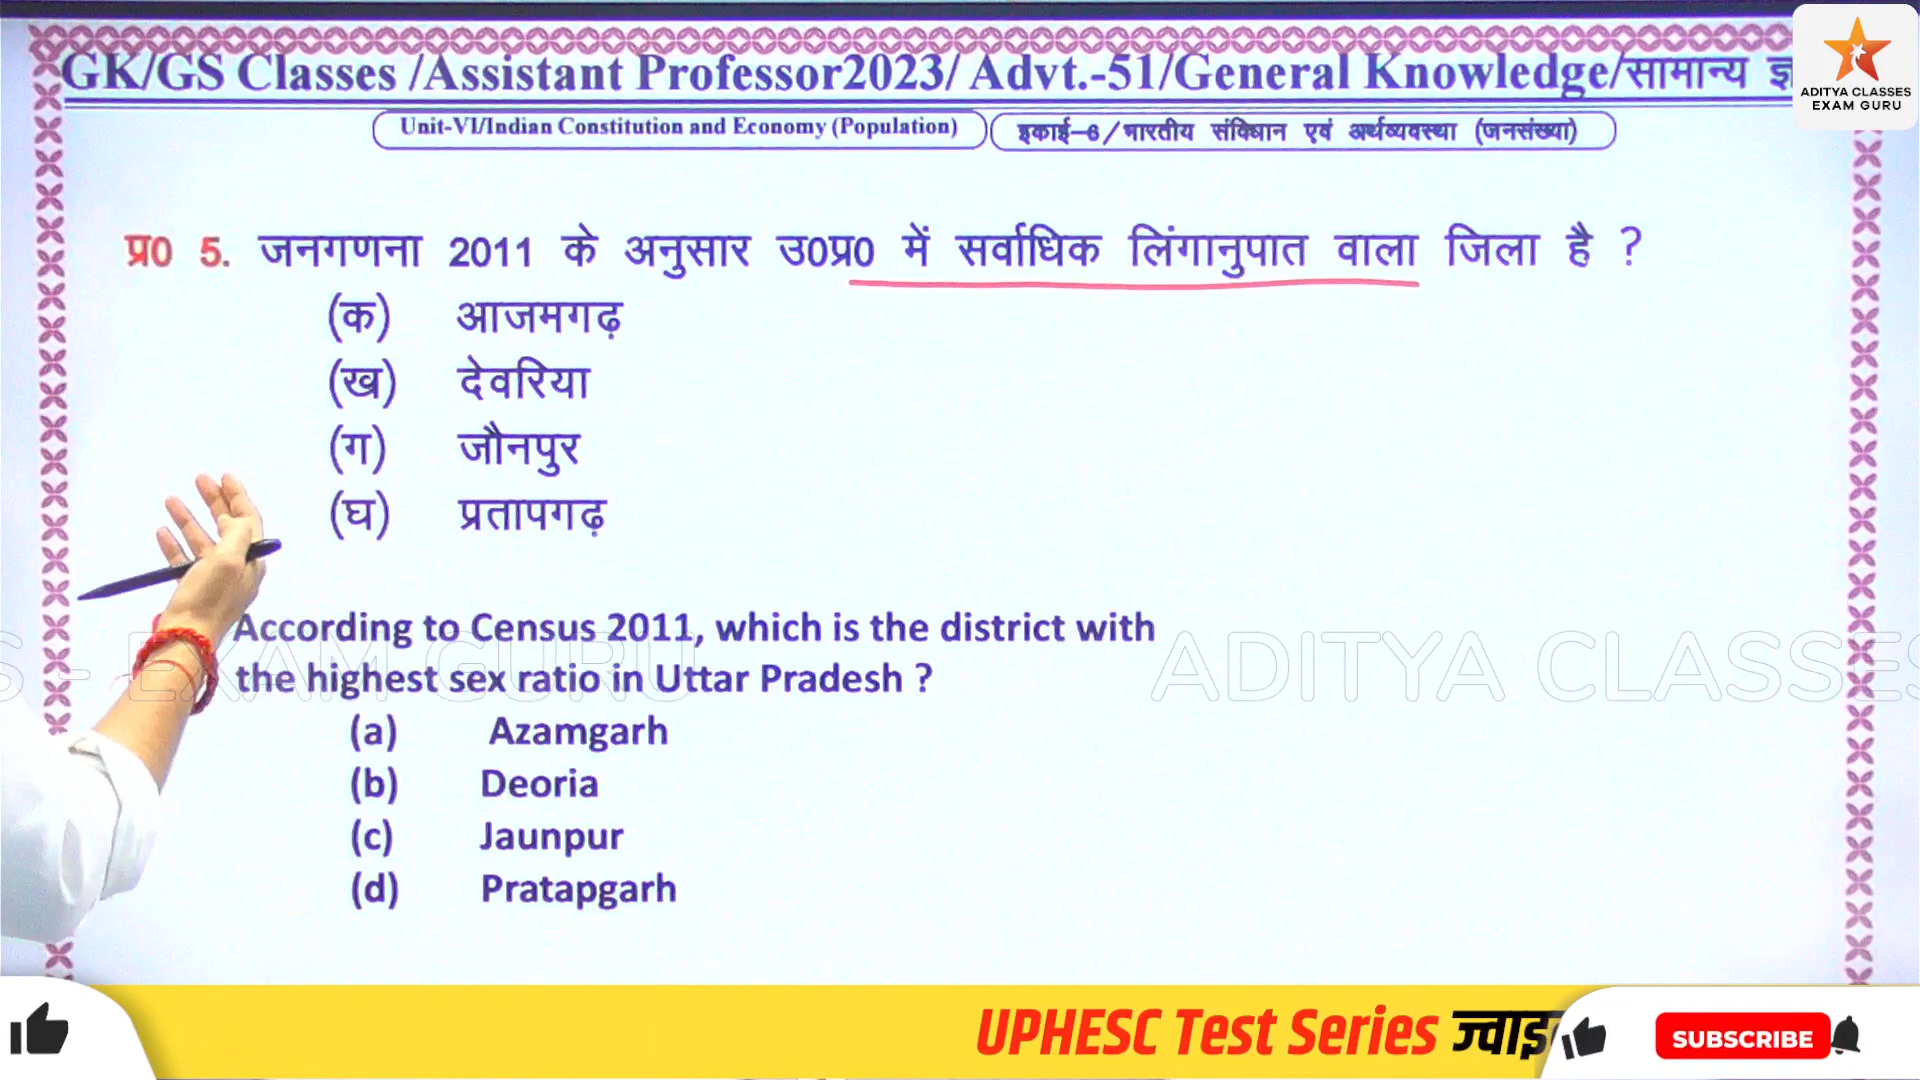 GK/GS Classes /Assistant Professor2023/ Advt.-51/General Knowledge/सामान्य
ADITYA CLASSES
EXAM GURU
Unit-VI/Indian Constitution and Economy (Population)
इकाई–6/भारतीय संविधान एवं अर्थव्यवस्था (जनसंख्या)
प्र0 5. जनगणना 2011 के अनुसार उ0प्र0 में सर्वाधिक लिंगानुपात वाला जिला है ?
(क) आजमगढ़
(ख) देवरिया
(ग) जौनपुर
(घ) प्रतापगढ़
According to Census 2011, which is the district with
the highest sex ratio in Uttar Pradesh ?
S - EXAM GURU ADITYA CLASSES
(a) Azamgarh
(b) Deoria
(c) Jaunpur
(d) Pratapgarh
UPHESC Test Series
SUBSCRIBE